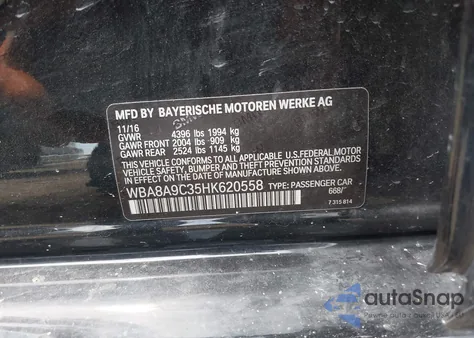 MFD BY BAYERISCHE MOTOREN WERKE AG
11/16
GVWR 4396 lbs 1994 kg
GAWR FRONT 2004 lbs 909 kg
GAWR REAR 2524 lbs 1145 kg
THIS VEHICLE CONFORMS TO ALL APPLICABLE U.S. FEDERAL MOTOR
VEHICLE SAFETY, BUMPER AND THEFT PREVENTION STANDARDS IN
EFFECT ON THE DATE OF MANUFACTURE SHOWN ABOVE.
WBA8A9C35HK620558 TYPE: PASSENGER CAR
668/
7 315 814
autoSnap